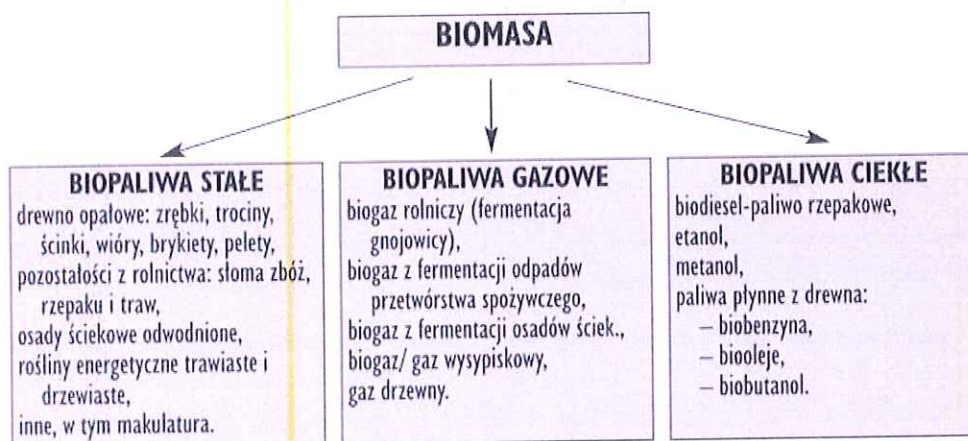 BIOMASA
BIOPALIWA STAŁE
drewno opałowe: zrębki, trociny,
ścinki, wióry, brykiety, pelety,
pozostałości z rolnictwa: słoma zbóż,
rzepaku i traw,
osady ściekowe odwodnione,
rośliny energetyczne trawiaste i
drzewiaste,
inne, w tym makulatura.
BIOPALIWA GAZOWE
biogaz rolniczy (fermentacja
gnojowicy),
biogaz z fermentacji odpadów
przetwórstwa spożywczego,
biogaz z fermentacji osadów ściek.,
biogaz/ gaz wysypiskowy,
gaz drzewny.
BIOPALIWA CIEKŁE
biodiesel-paliwo rzepakowe,
etanol,
metanol,
paliwa płynne z drewna:
– biobenzyna,
– biooleje,
– biobutanol.